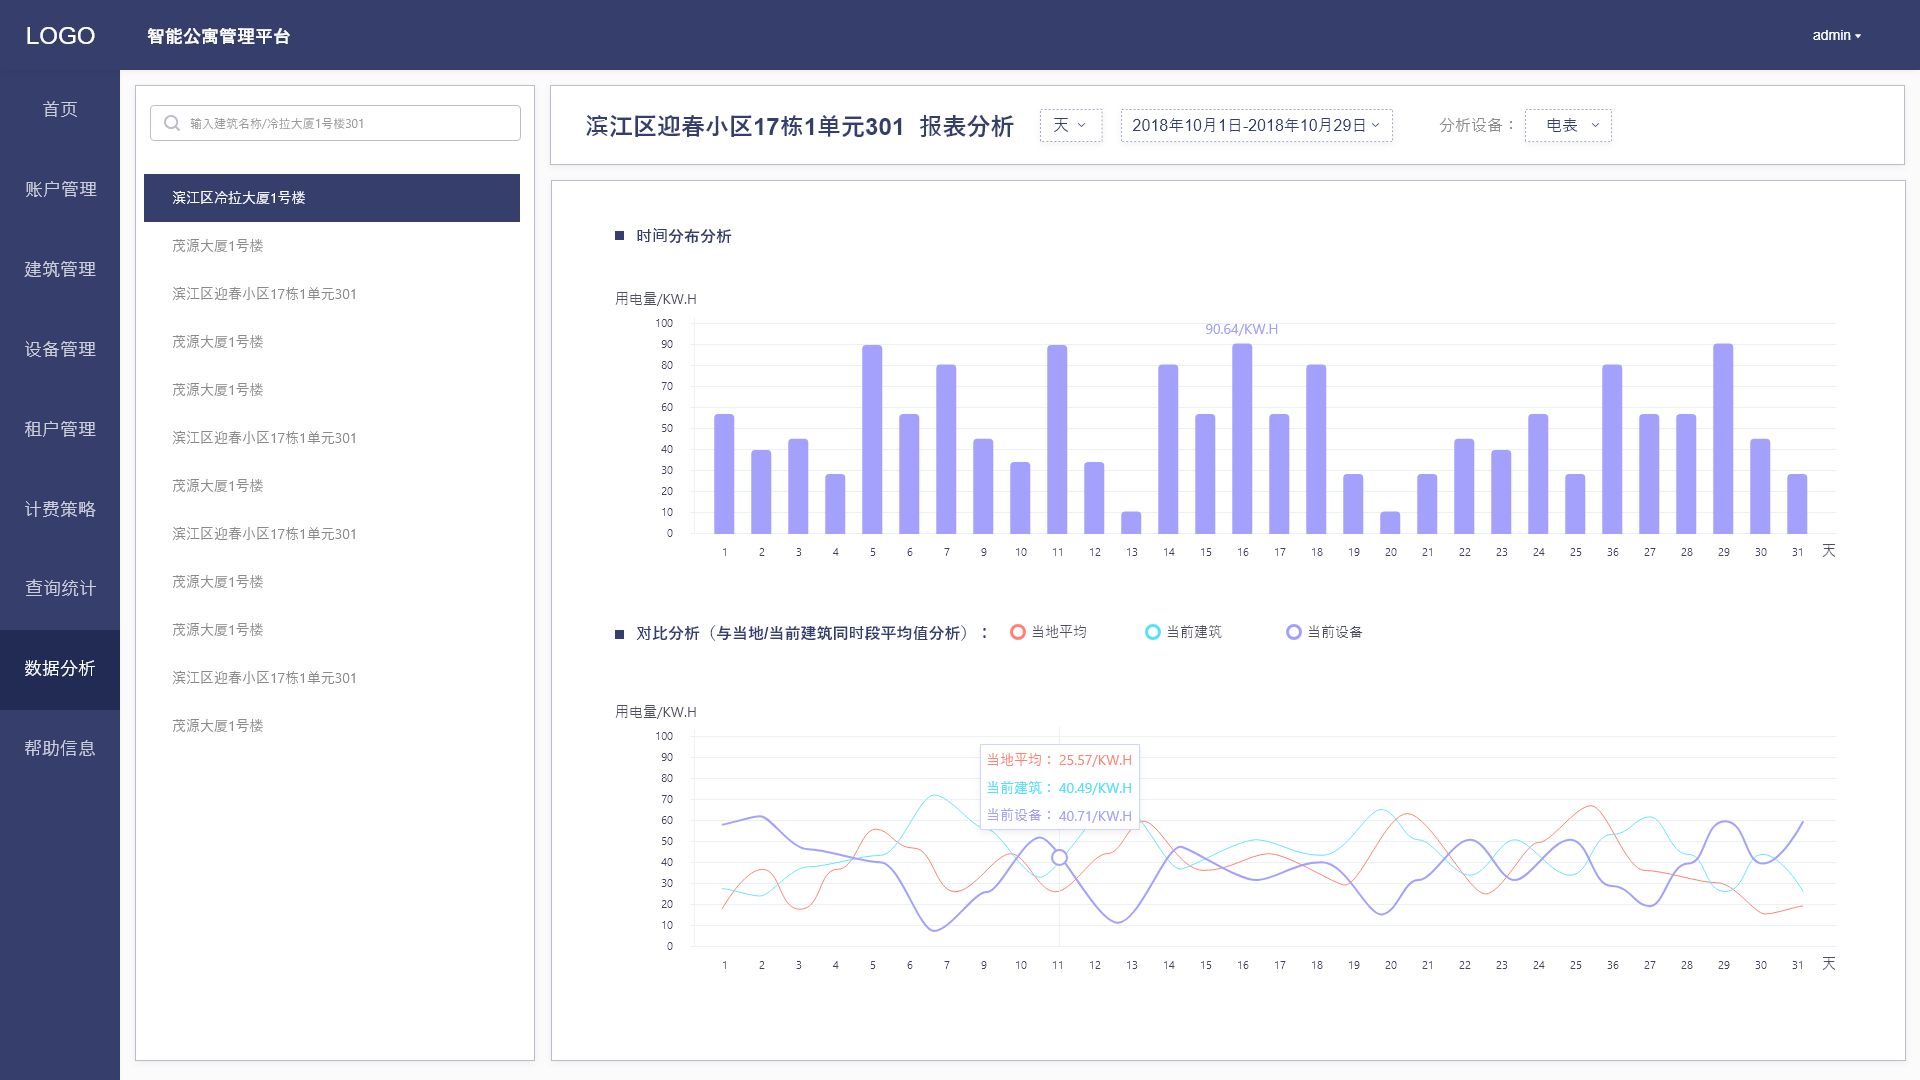 LOGO
智能公寓管理平台
admin
首页
账户管理
建筑管理
设备管理
租户管理
计费策略
查询统计
数据分析
帮助信息
输入建筑名称/冷拉大厦1号楼301
滨江区冷拉大厦1号楼
茂源大厦1号楼
滨江区迎春小区17栋1单元301
茂源大厦1号楼
茂源大厦1号楼
滨江区迎春小区17栋1单元301
茂源大厦1号楼
滨江区迎春小区17栋1单元301
茂源大厦1号楼
茂源大厦1号楼
滨江区迎春小区17栋1单元301
茂源大厦1号楼
滨江区迎春小区17栋1单元301 报表分析 天 2018年10月1日-2018年10月29日 分析设备： 电表
时间分布分析
用电量/KW.H
100
90
80
70
60
50
40
30
20
10
0
90.64/KW.H
1 2 3 4 5 6 7 9 10 11 12 13 14 15 16 17 18 19 20 21 22 23 24 25 36 27 28 29 30 31 天
对比分析（与当地/当前建筑同时段平均值分析）： 当地平均 当前建筑 当前设备
用电量/KW.H
100
90
80
70
60
50
40
30
20
10
0
当地平均：25.57/KW.H
当前建筑：40.49/KW.H
当前设备：40.71/KW.H
1 2 3 4 5 6 7 9 10 11 12 13 14 15 16 17 18 19 20 21 22 23 24 25 36 27 28 29 30 31 天